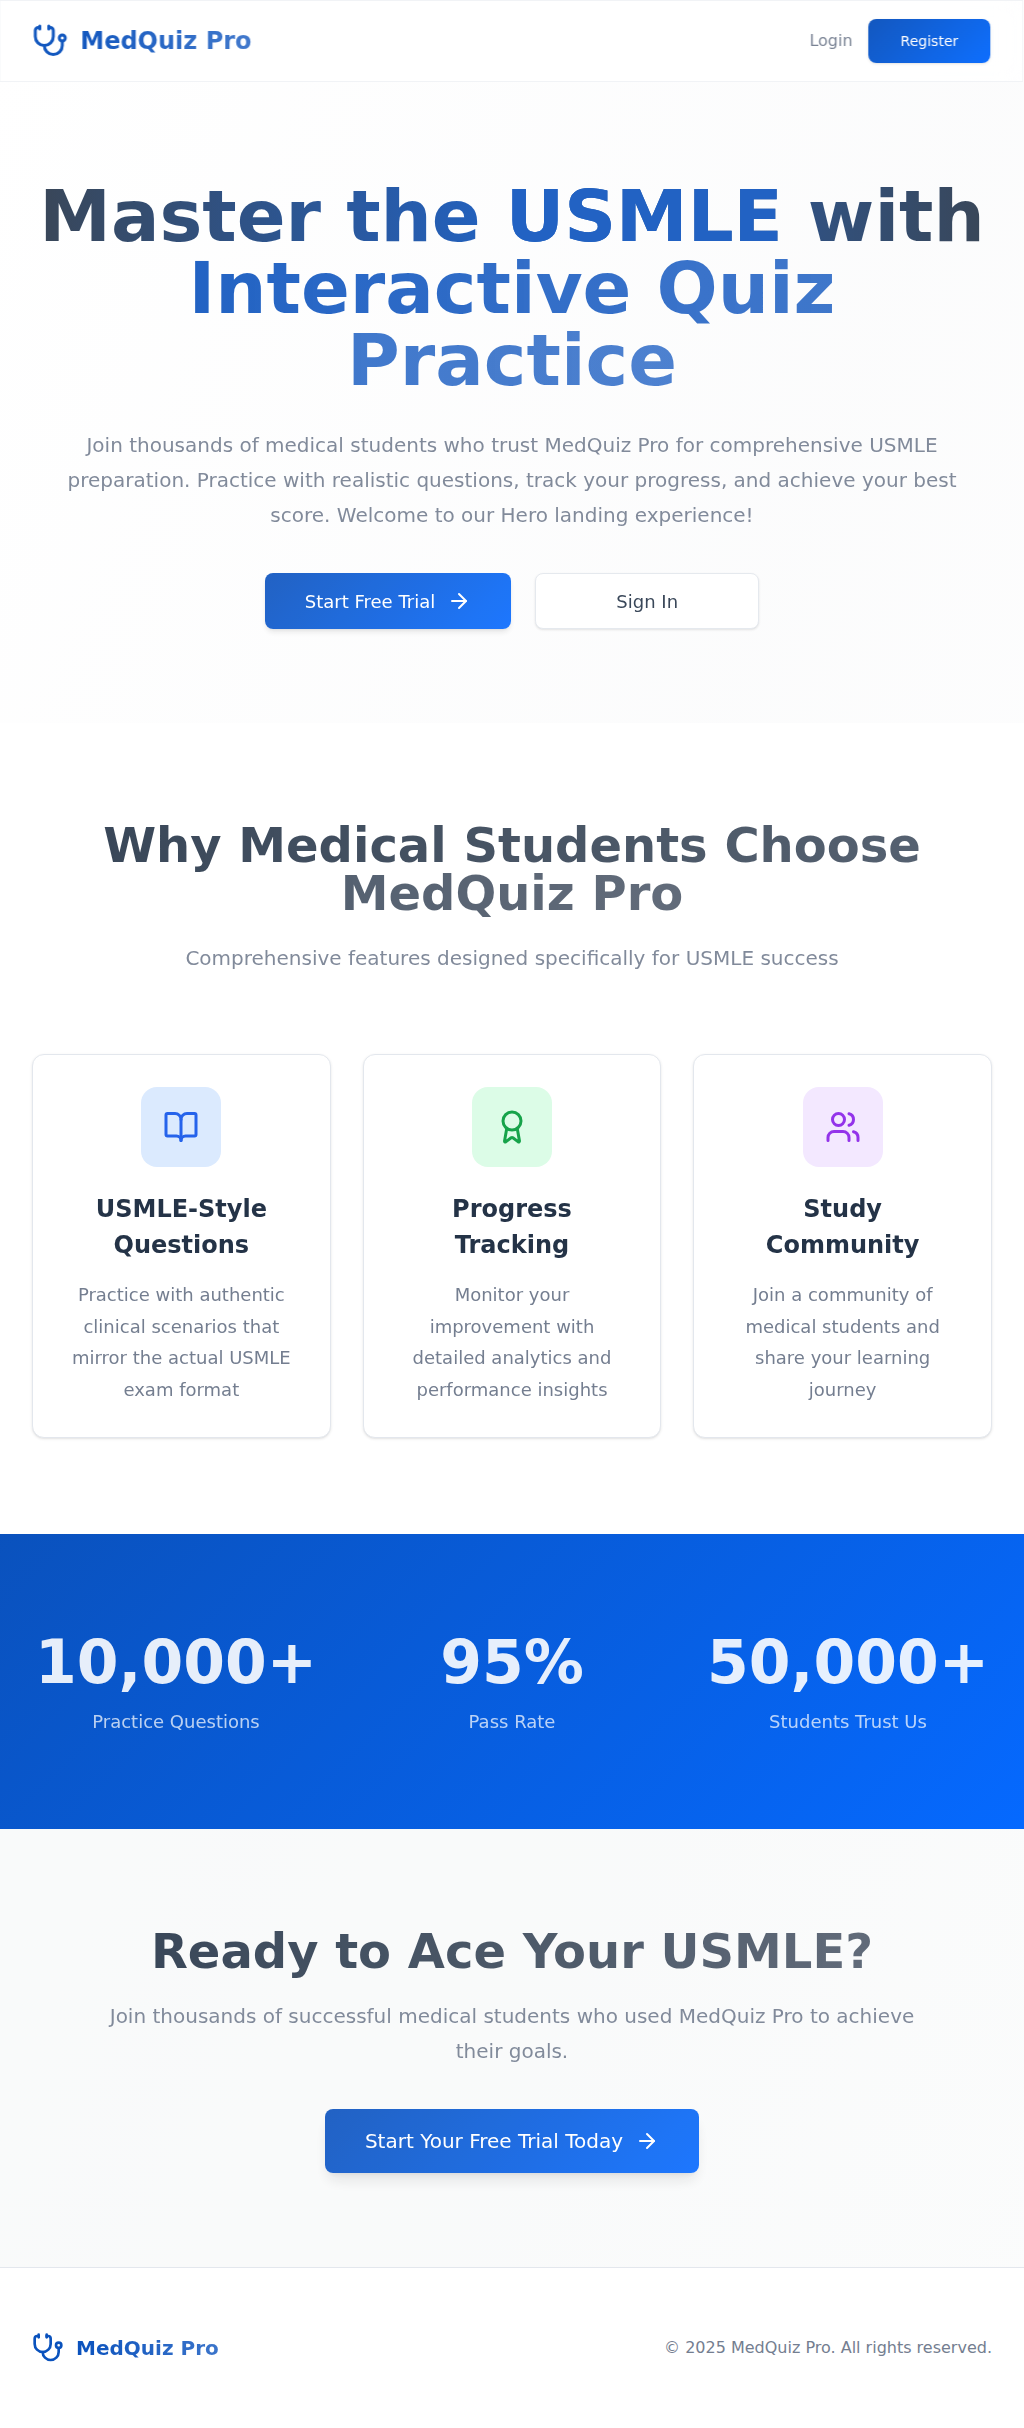 MedQuiz Pro
Login
Register
Master the USMLE with
Interactive Quiz
Practice
Join thousands of medical students who trust MedQuiz Pro for comprehensive USMLE
preparation. Practice with realistic questions, track your progress, and achieve your best
score. Welcome to our Hero landing experience!
Start Free Trial
Sign In
Why Medical Students Choose
MedQuiz Pro
Comprehensive features designed specifically for USMLE success
USMLE-Style
Questions
Practice with authentic
clinical scenarios that
mirror the actual USMLE
exam format
Progress
Tracking
Monitor your
improvement with
detailed analytics and
performance insights
Study
Community
Join a community of
medical students and
share your learning
journey
10,000+
Practice Questions
95%
Pass Rate
50,000+
Students Trust Us
Ready to Ace Your USMLE?
Join thousands of successful medical students who used MedQuiz Pro to achieve
their goals.
Start Your Free Trial Today
MedQuiz Pro
© 2025 MedQuiz Pro. All rights reserved.